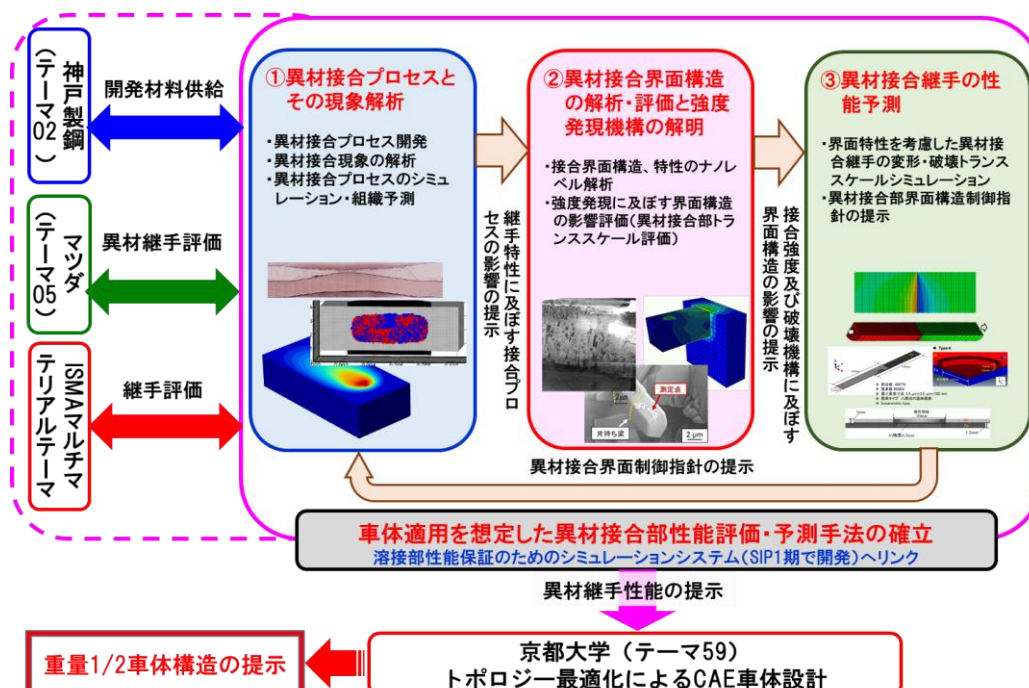 神戸製鋼
（テーマ02）
マツダ
（テーマ05）
ISMAマルチマ
テリアルテーマ
開発材料供給
異材継手評価
継手評価
①異材接合プロセスと
その現象解析
・異材接合プロセス開発
・異材接合現象の解析
・異材接合プロセスのシミュ
レーション・組織予測
継手特性に及ぼす接合プロ
セスの影響の提示
②異材接合界面構造
の解析・評価と強度
発現機構の解明
・接合界面構造、特性のナノレ
ベル解析
・強度発現に及ぼす界面構造
の影響評価(異材接合部トラ
ンススケール評価)
2μm
測定点
片持ち梁
2 μm
接合強度及び破壊機構に及ぼす
界面構造の影響の提示
③異材接合継手の性
能予測
・界面特性を考慮した異材接
合継手の変形・破壊トランス
スケールシミュレーション
・異材接合部界面構造制御指
針の提示
異材接合界面制御指針の提示
車体適用を想定した異材接合部性能評価・予測手法の確立
溶接部性能保証のためのシミュレーションシステム(SIP1期で開発)へリンク
異材継手性能の提示
重量1/2車体構造の提示
京都大学（テーマ59）
トポロジー最適化によるCAE車体設計